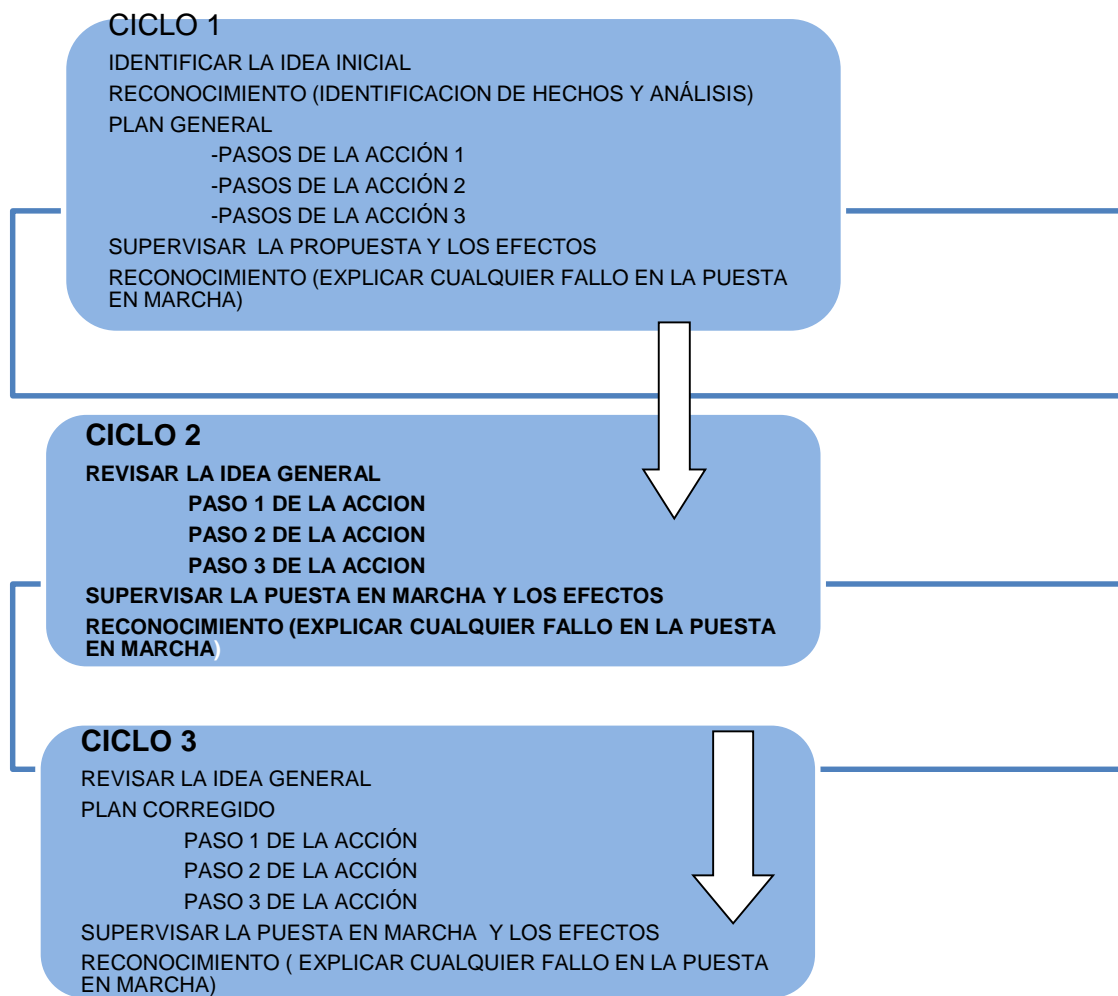 CICLO 1
IDENTIFICAR LA IDEA INICIAL
RECONOCIMIENTO (IDENTIFICACION DE HECHOS Y ANÁLISIS)
PLAN GENERAL
-PASOS DE LA ACCIÓN 1
-PASOS DE LA ACCIÓN 2
-PASOS DE LA ACCIÓN 3
SUPERVISAR  LA PROPUESTA Y LOS EFECTOS
RECONOCIMIENTO (EXPLICAR CUALQUIER FALLO EN LA PUESTA
EN MARCHA)
CICLO 2
REVISAR LA IDEA GENERAL
PASO 1 DE LA ACCION
PASO 2 DE LA ACCION
PASO 3 DE LA ACCION
SUPERVISAR LA PUESTA EN MARCHA Y LOS EFECTOS
RECONOCIMIENTO (EXPLICAR CUALQUIER FALLO EN LA PUESTA
EN MARCHA)
CICLO 3
REVISAR LA IDEA GENERAL
PLAN CORREGIDO
PASO 1 DE LA ACCIÓN
PASO 2 DE LA ACCIÓN
PASO 3 DE LA ACCIÓN
SUPERVISAR LA PUESTA EN MARCHA  Y LOS EFECTOS
RECONOCIMIENTO ( EXPLICAR CUALQUIER FALLO EN LA PUESTA
EN MARCHA)